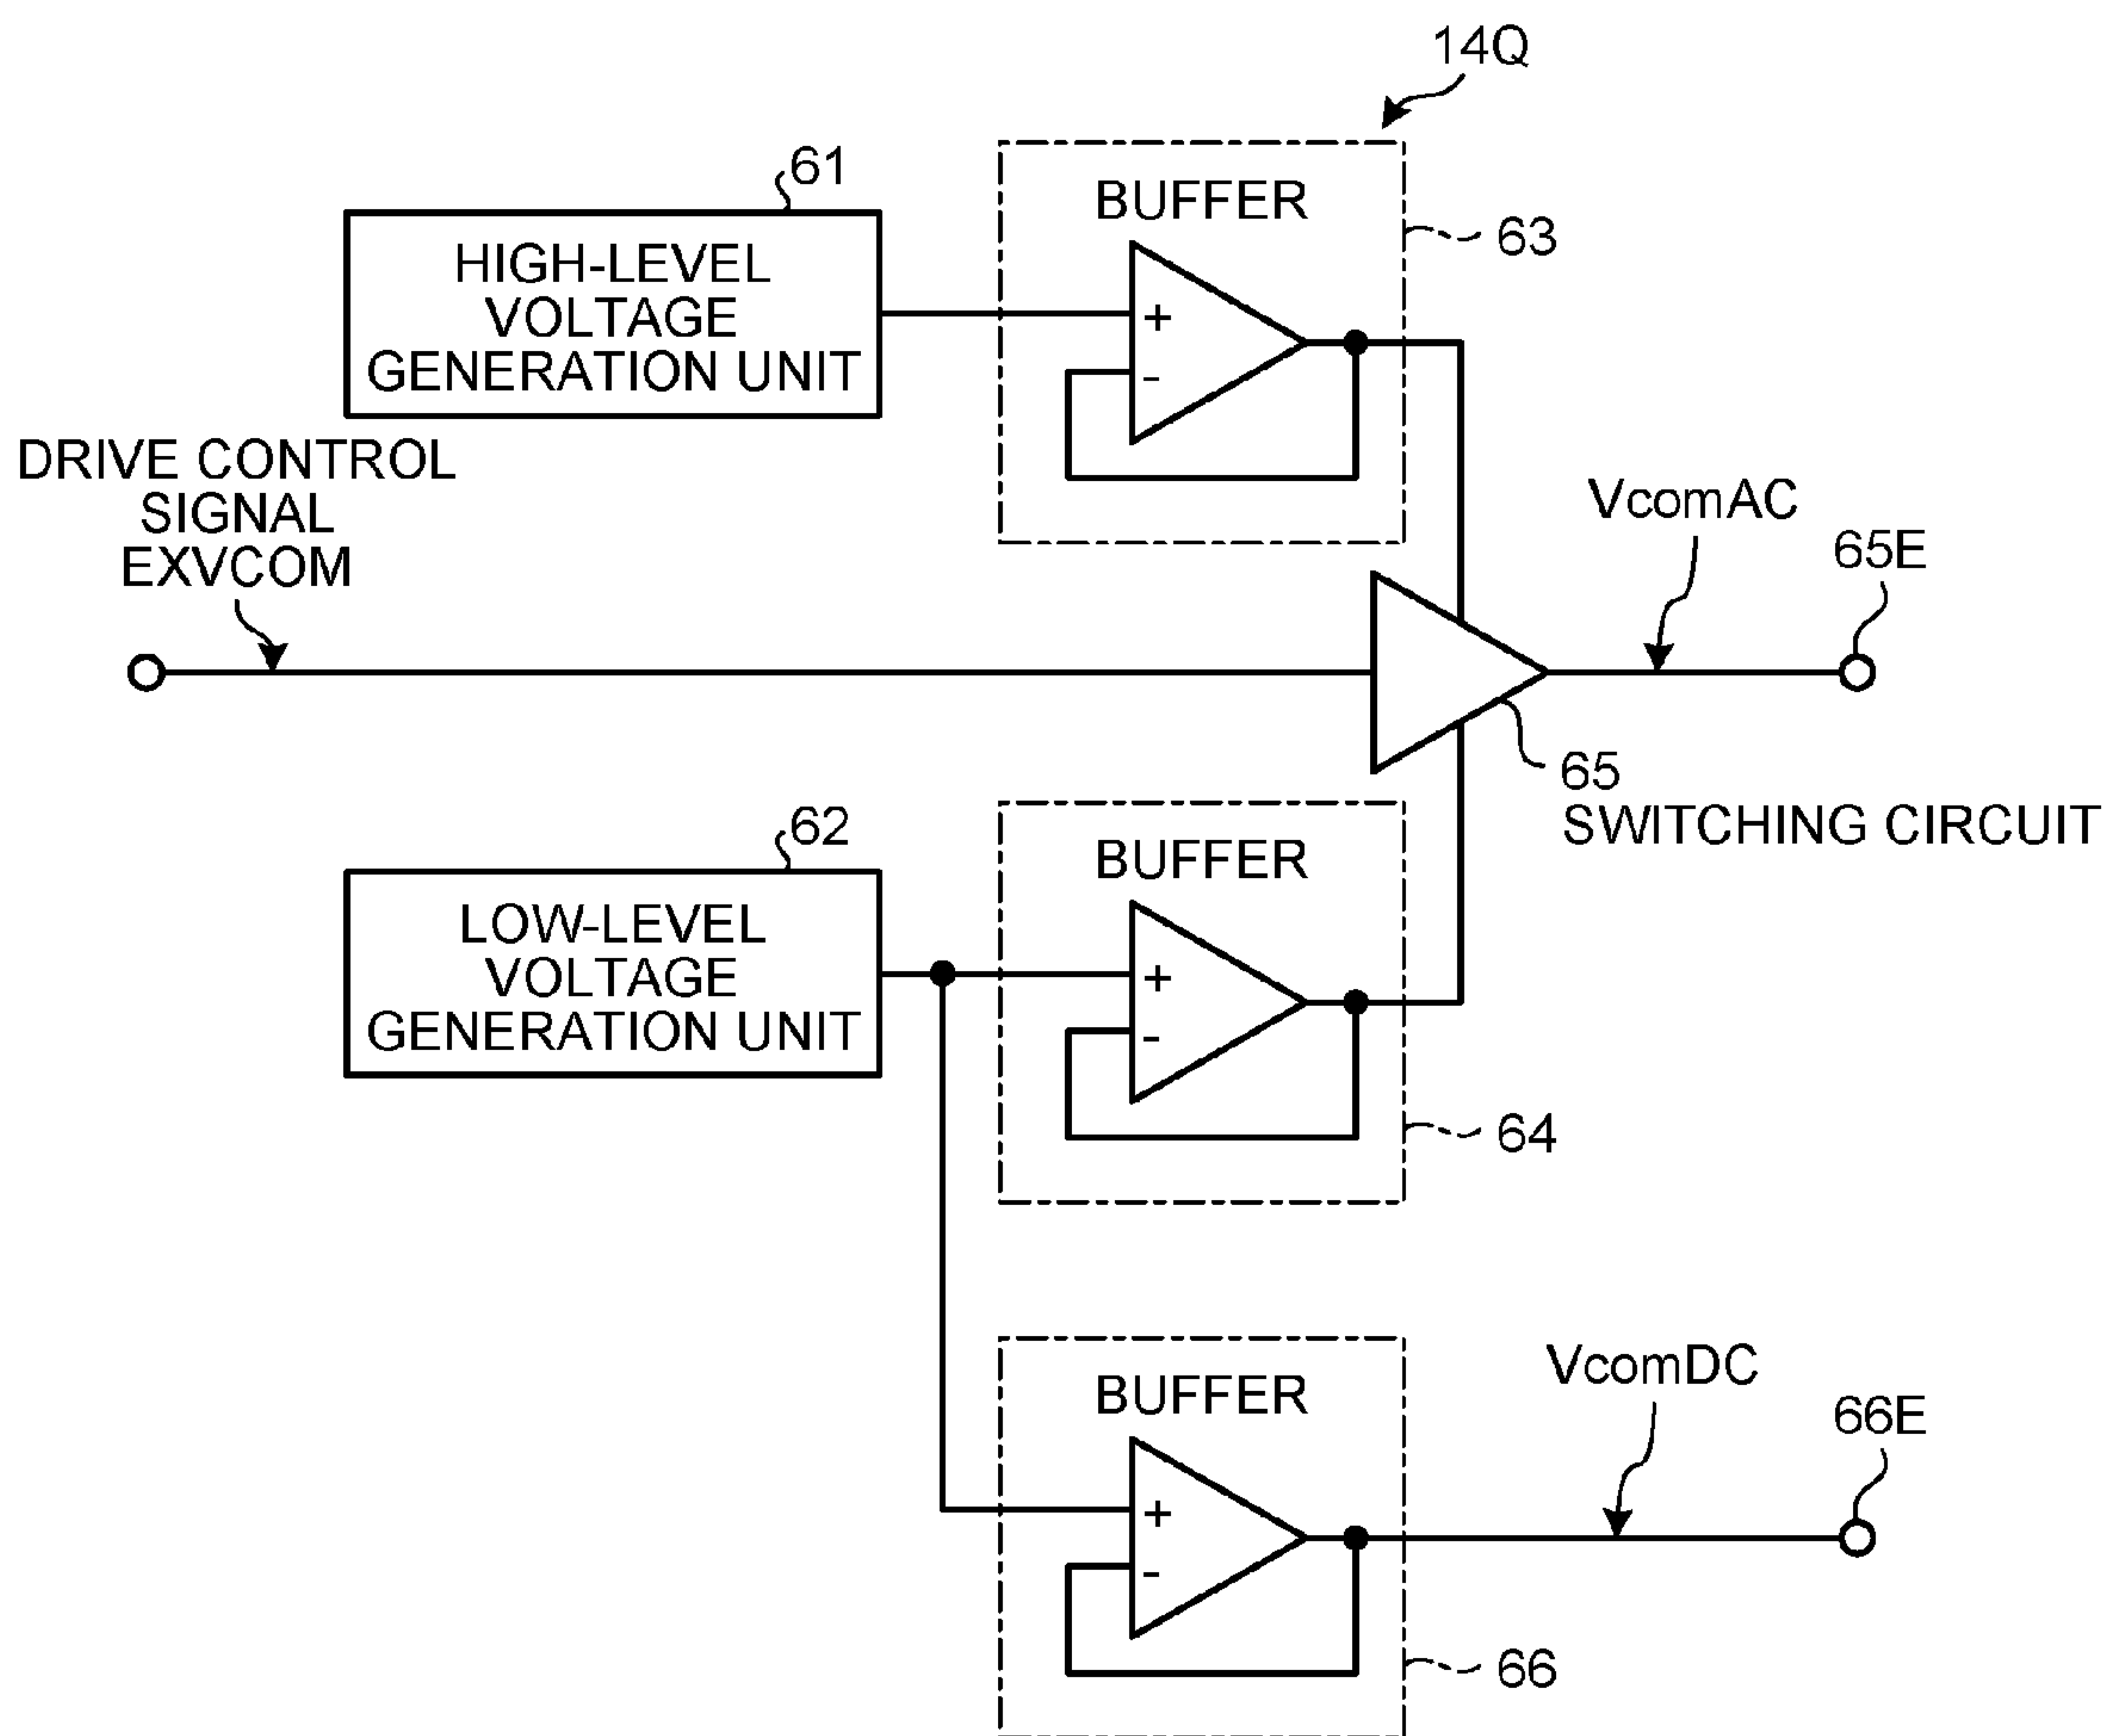 14Q
61
BUFFER
63
HIGH-LEVEL
VOLTAGE
GENERATION UNIT
+
-
DRIVE CONTROL
SIGNAL
EXVCOM
VcomAC
65E
65
SWITCHING CIRCUIT
62
BUFFER
LOW-LEVEL
VOLTAGE
GENERATION UNIT
+
-
64
BUFFER
VcomDC
66E
+
-
66